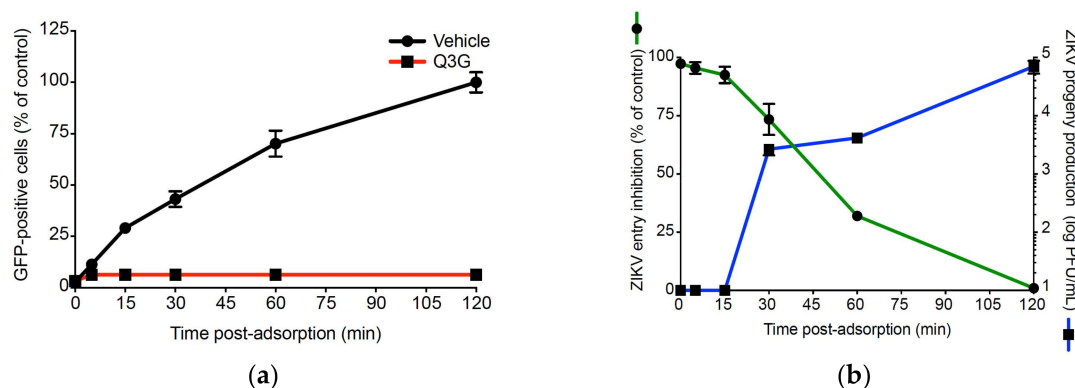 125
100
75
50
25
0
GFP-positive cells (% of control)
Vehicle
Q3G
0 15 30 45 60 75 90 105 120
Time post-adsorption (min)
(a)
100
75
50
25
0
ZIKV entry inhibition (% of control)
5
4
3
2
1
ZIKV progeny production (log PFU/mL)
0 15 30 45 60 75 90 105 120
Time post-adsorption (min)
(b)